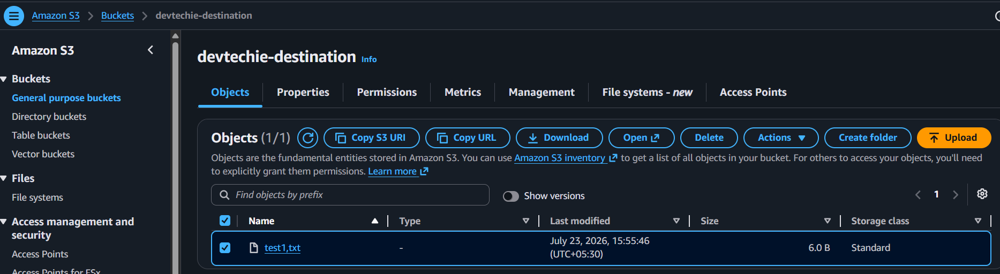 Amazon S3 > Buckets > devtechie-destination
Amazon S3
Buckets
General purpose buckets
Directory buckets
Table buckets
Vector buckets
Files
File systems
Access management and
security
Access Points
Access Points for FSx
devtechie-destination Info
Objects Properties Permissions Metrics Management File systems - new Access Points
Objects (1/1) Copy S3 URI Copy URL Download Open Delete Actions Create folder Upload
Objects are the fundamental entities stored in Amazon S3. You can use Amazon S3 inventory to get a list of all objects in your bucket. For others to access your objects, you'll need
to explicitly grant them permissions. Learn more
Find objects by prefix Show versions 1
Name Type Last modified Size Storage class
test1,txt - July 23, 2026, 15:55:46 6.0 B Standard
(UTC+05:30)